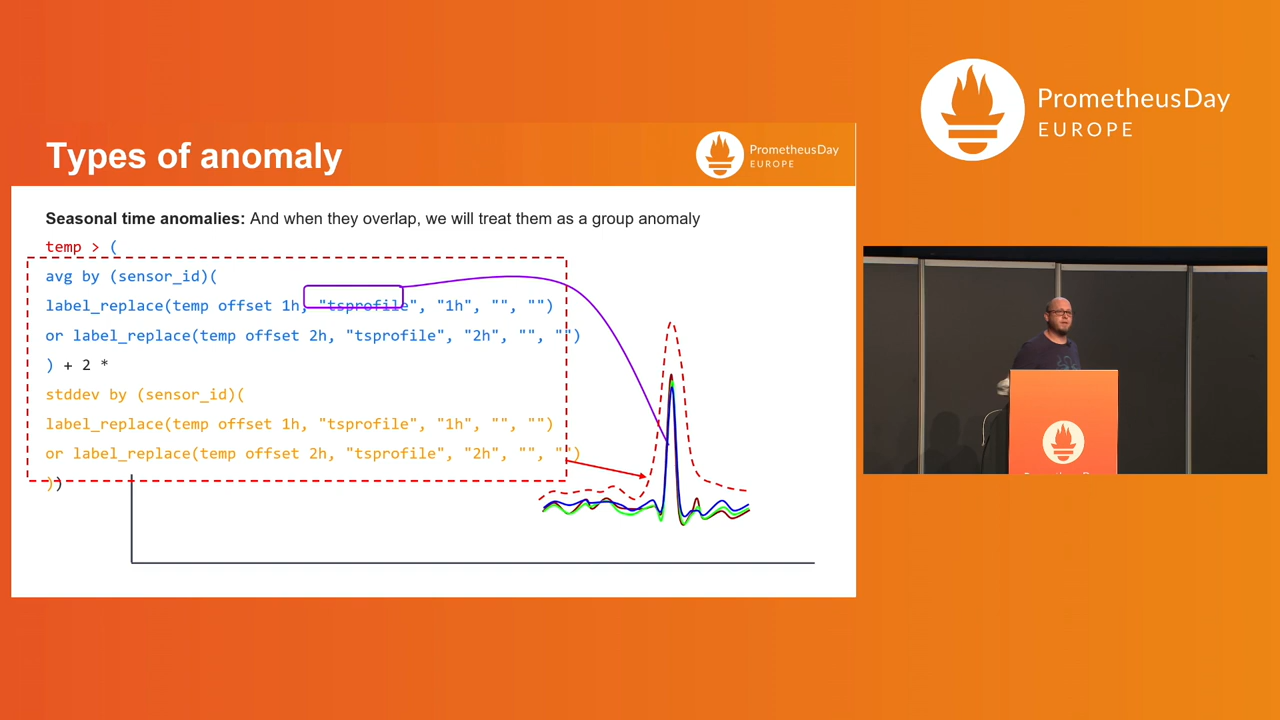 Types of anomaly
PrometheusDay
EUROPE
Seasonal time anomalies: And when they overlap, we will treat them as a group anomaly
temp > (
avg by (sensor_id)(
label_replace(temp offset 1h, "tsprofile", "1h", "", "")
or label_replace(temp offset 2h, "tsprofile", "2h", "", "")
) + 2 *
stddev by (sensor_id)(
label_replace(temp offset 1h, "tsprofile", "1h", "", "")
or label_replace(temp offset 2h, "tsprofile", "2h", "", "")
))
PrometheusDay
EUROPE